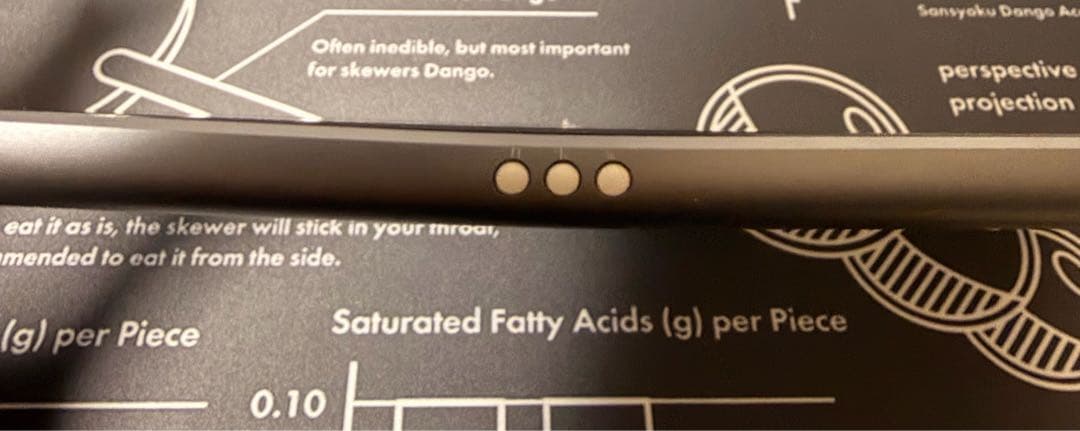 Often inedible, but most important
for skewers Dango.
Sansyoku Dango
perspective
projection
eat it as is, the skewer will stick in your throat,
to eat it from the side.
(g) per Piece
Saturated Fatty Acids (g) per Piece
0.10